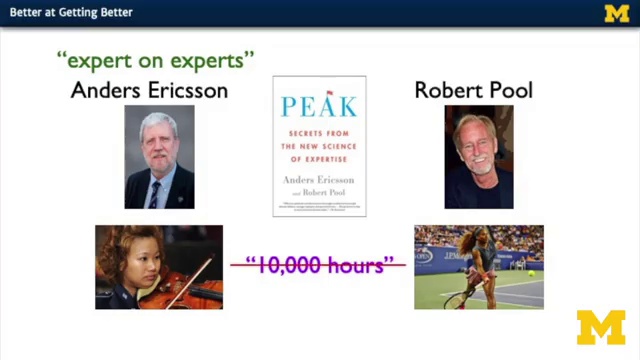 Better at Getting Better
M
"expert on experts"
Anders Ericsson
Robert Pool
PEAK
SECRETS FROM
THE NEW SCIENCE
OF EXPERTISE
Anders Ericsson
and Robert Pool
"10,000 hours"
J.P.Morgan
M